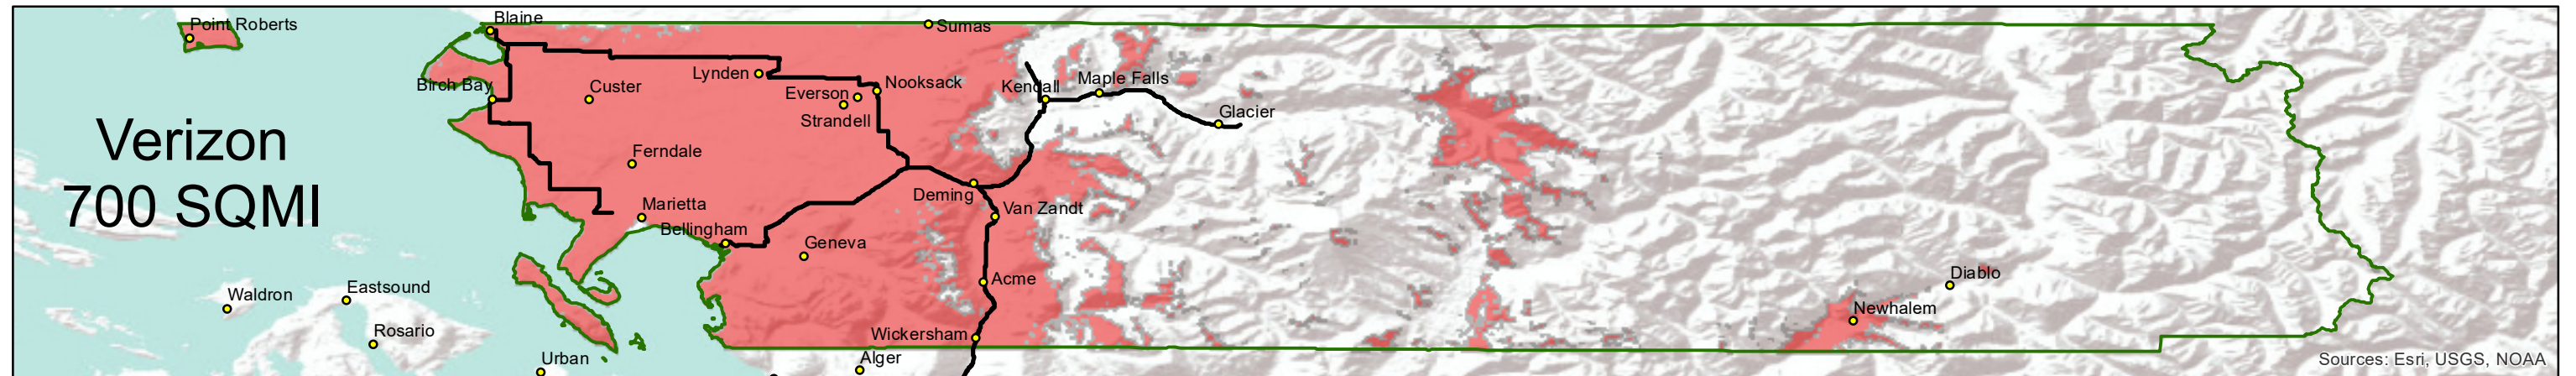 Blaine
Point Roberts
Sumas
Lynden
Birch Bay
Custer
Everson
Nooksack
Kendall
Maple Falls
Strandell
Glacier
Verizon
700 SQMI
Ferndale
Deming
Marietta
Van Zandt
Bellingham
Geneva
Acme
Diablo
Waldron
Eastsound
Newhalem
Rosario
Wickersham
Urban
Alger
Sources: Esri, USGS, NOAA